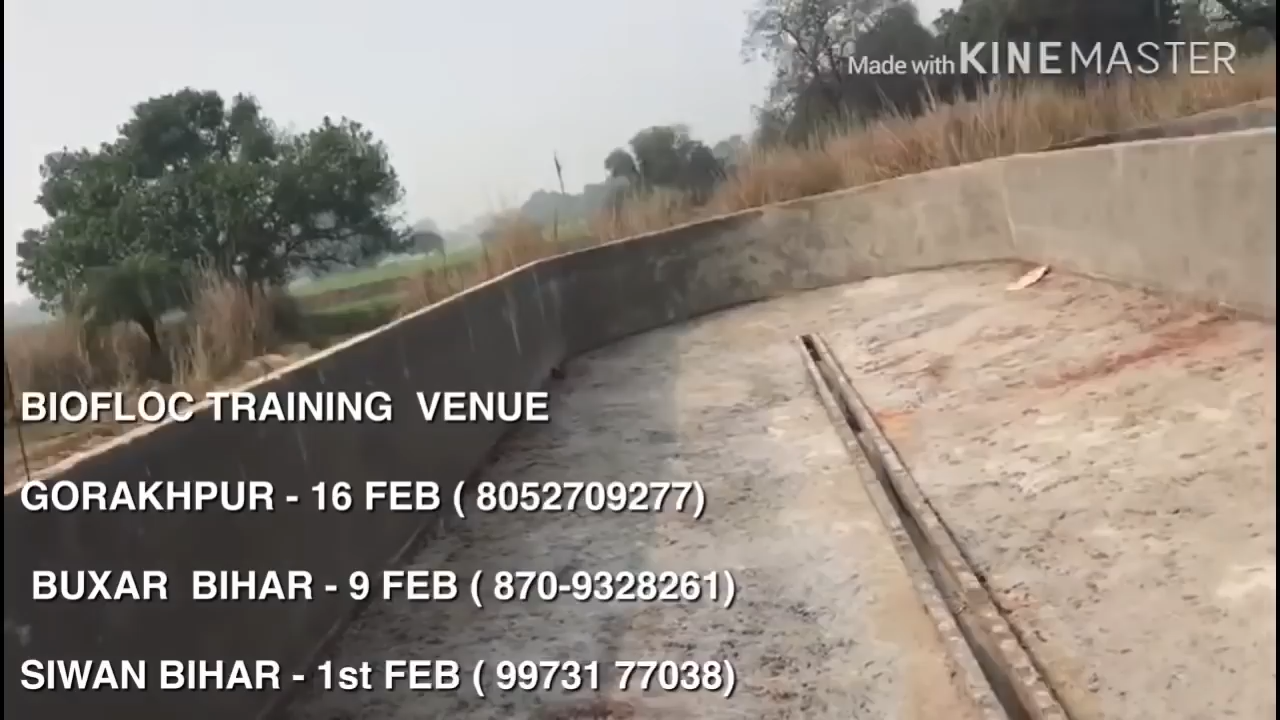 Made with KINEMASTER
BIOFLOC TRAINING VENUE
GORAKHPUR - 16 FEB ( 8052709277)
BUXAR BIHAR - 9 FEB ( 870-9328261)
SIWAN BIHAR - 1st FEB ( 99731 77038)